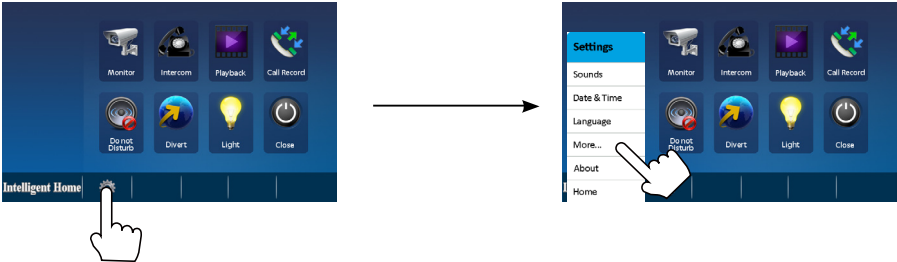 Monitor
Intercom
Playback
Call Record
Do not
Disturb
Divert
Light
Close
Intelligent Home
Settings
Sounds
Date & Time
Language
More...
About
Home
Monitor
Intercom
Playback
Call Record
Do not
Disturb
Divert
Light
Close